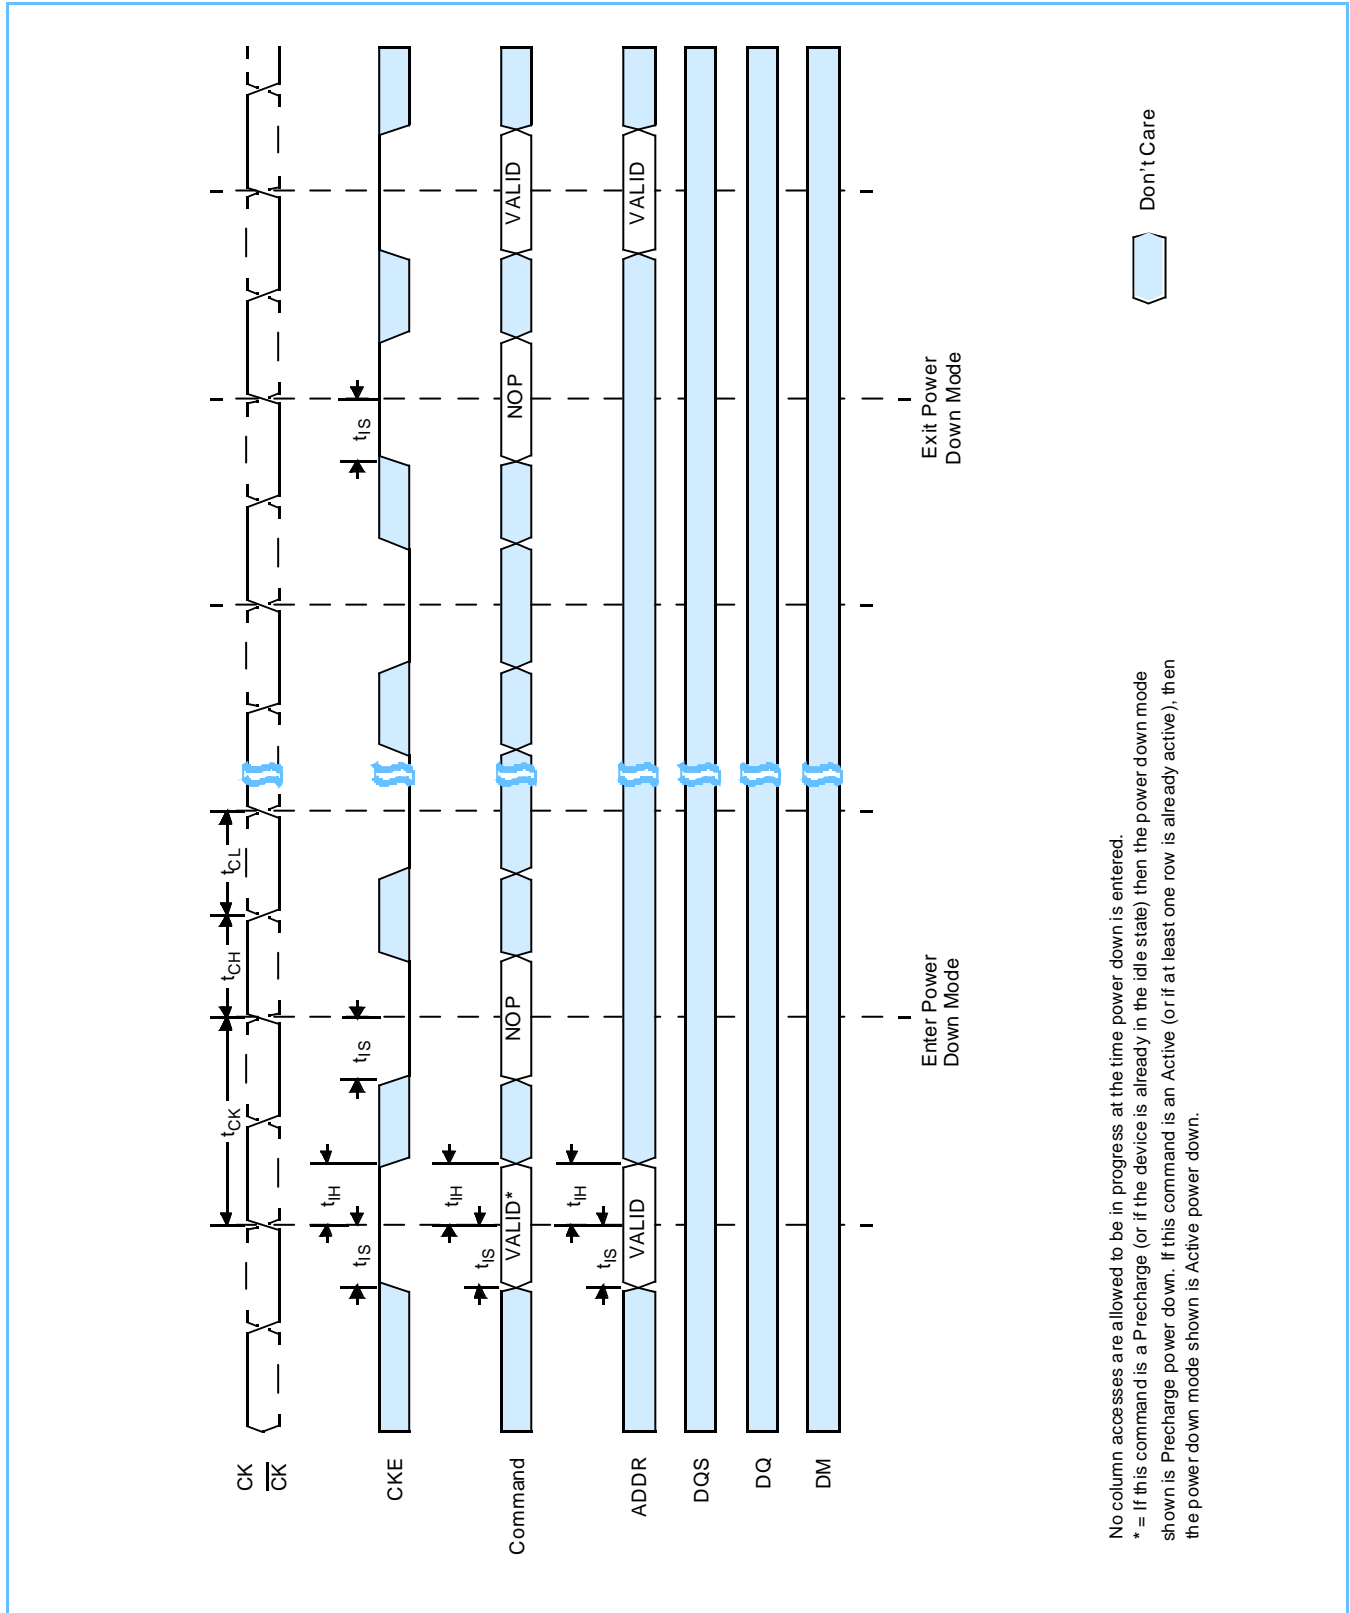 tCK
tCH
tCL
CK
CK
tIS
tIH
tIS
tIS
CKE
tIH
tIS
Command
VALID*
NOP
NOP
VALID
tIH
tIS
ADDR
VALID
VALID
DQS
DQ
DM
Enter Power
Down Mode
Exit Power
Down Mode
No column accesses are allowed to be in progress at the time power down is entered.
* = If this command is a Precharge (or if the device is already in the idle state) then the power down mode
shown is Precharge power down. If this command is an Active (or if at least one row is already active), then
the power down mode shown is Active power down.
Don't Care